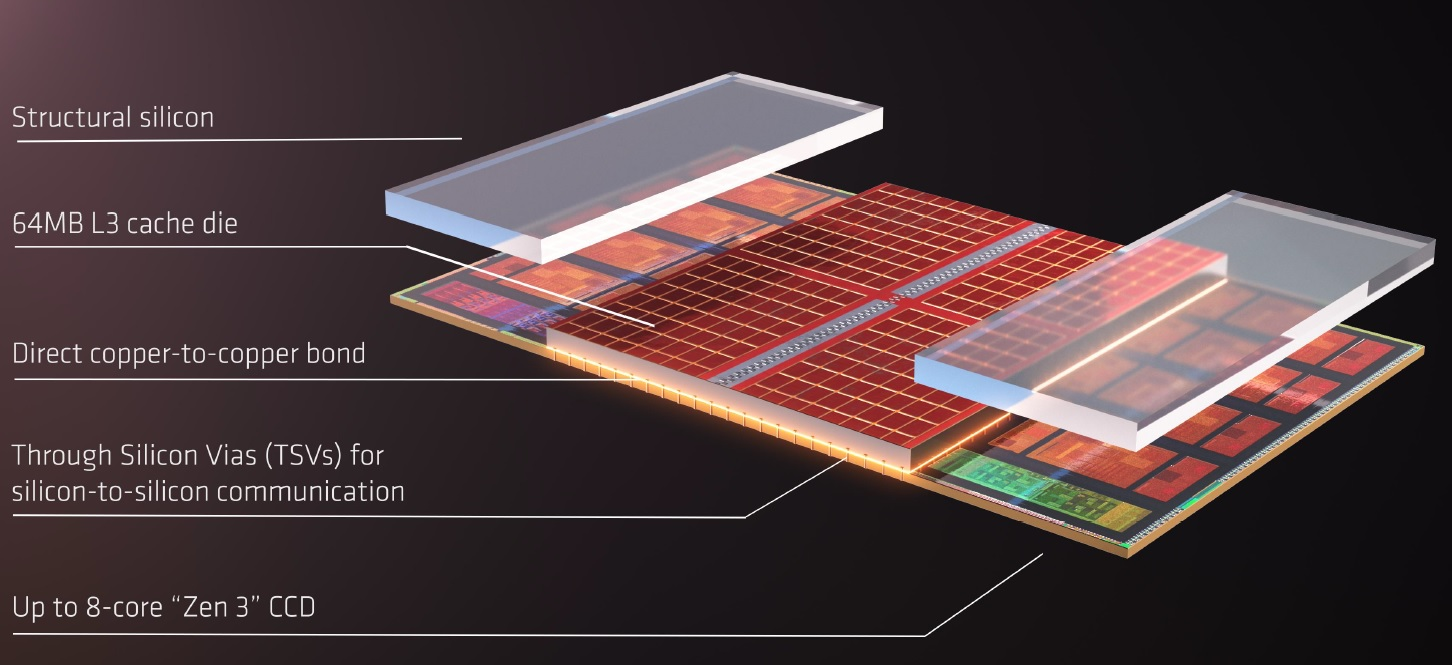 Structural silicon
64MB L3 cache die
Direct copper-to-copper bond
Through Silicon Vias (TSVs) for
silicon-to-silicon communication
Up to 8-core “Zen 3” CCD